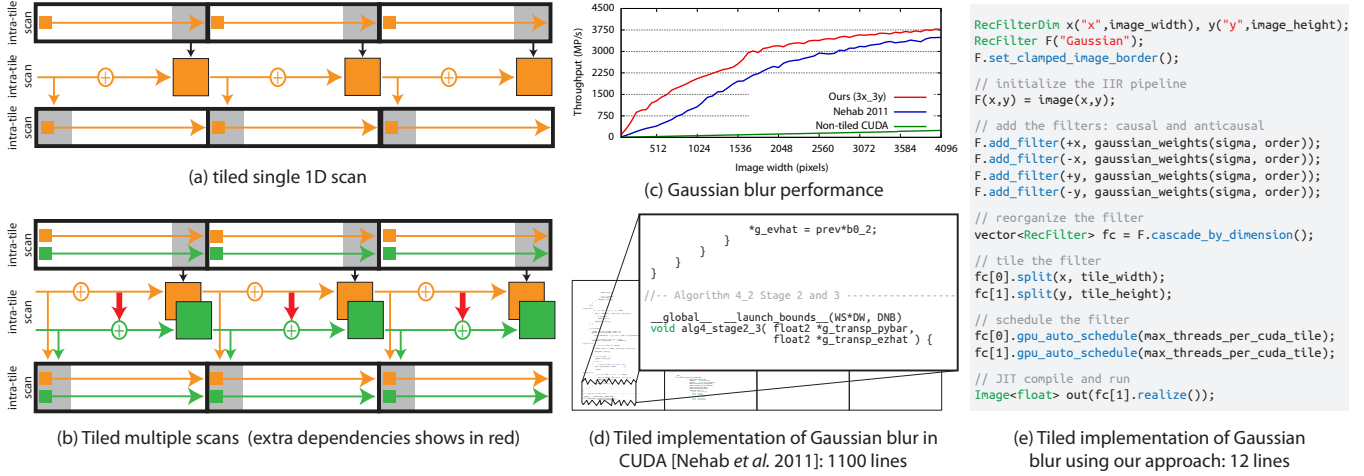 intra-tile
scan
intra-tile
scan
intra-tile
scan
(a) tiled single 1D scan
intra-tile
scan
intra-tile
scan
intra-tile
scan
(b) Tiled multiple scans (extra dependencies shows in red)
Throughput (MP/s)
4500
3750
3000
2250
1500
750
0
Ours (3x_3y)
Nehab 2011
Non-tiled CUDA
512 1024 1536 2048 2560 3072 3584 4096
Image width (pixels)
(c) Gaussian blur performance
*g_evhat = prev*b0_2;
}
}
}
}
//-- Algorithm 4_2 Stage 2 and 3 ------------------
__global__ __launch_bounds__(WS*DW, DNB)
void alg4_stage2_3( float2 *g_transp_pybar,
float2 *g_transp_ezhat ) {
(d) Tiled implementation of Gaussian blur in
CUDA [Nehab et al. 2011]: 1100 lines
RecFilterDim x("x",image_width), y("y",image_height);
RecFilter F("Gaussian");
F.set_clamped_image_border();
// initialize the IIR pipeline
F(x,y) = image(x,y);
// add the filters: causal and anticausal
F.add_filter(+x, gaussian_weights(sigma, order));
F.add_filter(-x, gaussian_weights(sigma, order));
F.add_filter(+y, gaussian_weights(sigma, order));
F.add_filter(-y, gaussian_weights(sigma, order));
// reorganize the filter
vector<RecFilter> fc = F.cascade_by_dimension();
// tile the filter
fc[0].split(x, tile_width);
fc[1].split(y, tile_height);
// schedule the filter
fc[0].gpu_auto_schedule(max_threads_per_cuda_tile);
fc[1].gpu_auto_schedule(max_threads_per_cuda_tile);
// JIT compile and run
Image<float> out(fc[1].realize());
(e) Tiled implementation of Gaussian
blur using our approach: 12 lines